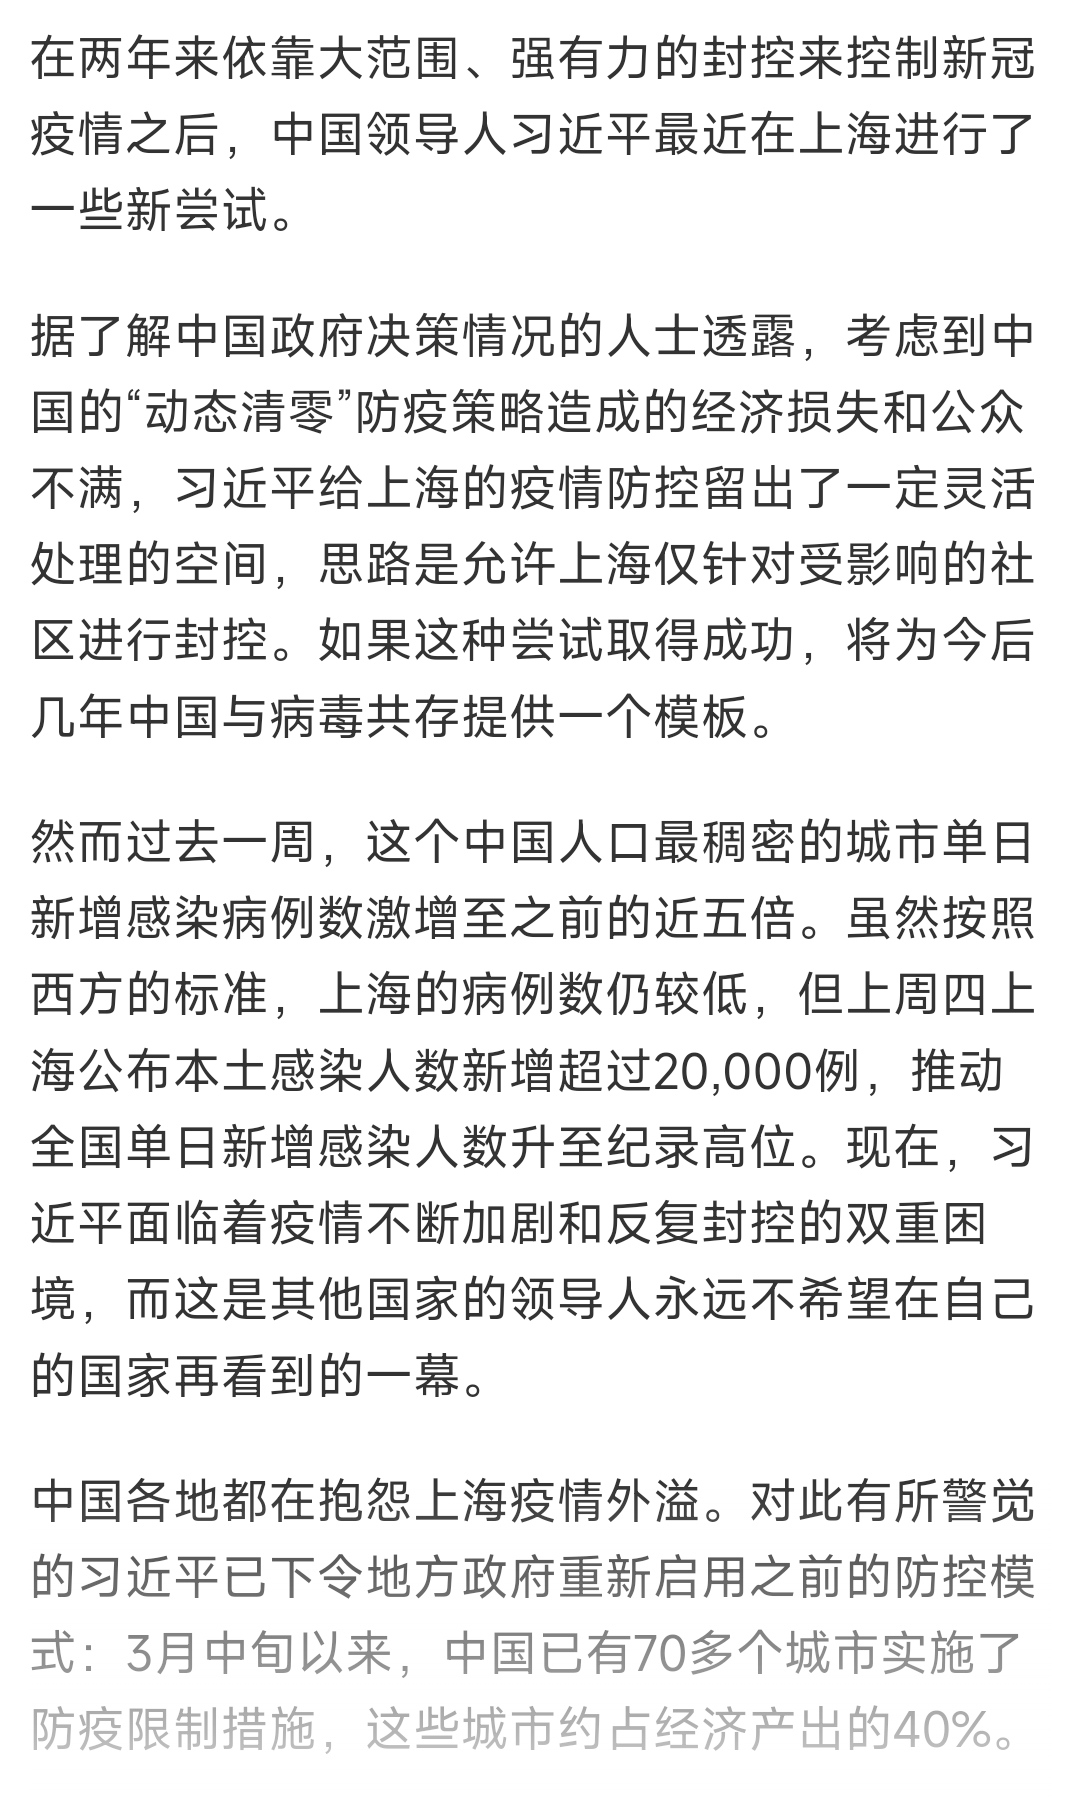 在两年来依靠大范围、强有力的封控来控制新冠
疫情之后，中国领导人习近平最近在上海进行了
一些新尝试。
据了解中国政府决策情况的人士透露，考虑到中
国的“动态清零”防疫策略造成的经济损失和公众
不满，习近平给上海的疫情防控留出了一定灵活
处理的空间，思路是允许上海仅针对受影响的社
区进行封控。如果这种尝试取得成功，将为今后
几年中国与病毒共存提供一个模板。
然而过去一周，这个中国人口最稠密的城市单日
新增感染病例数激增至之前的近五倍。虽然按照
西方的标准，上海的病例数仍较低，但上周四上
海公布本土感染人数新增超过20,000例，推动
全国单日新增感染人数升至纪录高位。现在，习
近平面临着疫情不断加剧和反复封控的双重困
境，而这是其他国家的领导人永远不希望在自己
的国家再看到的一幕。
中国各地都在抱怨上海疫情外溢。对此有所警觉
的习近平已下令地方政府重新启用之前的防控模
式：3月中旬以来，中国已有70多个城市实施了
防疫限制措施，这些城市约占经济产出的40%。